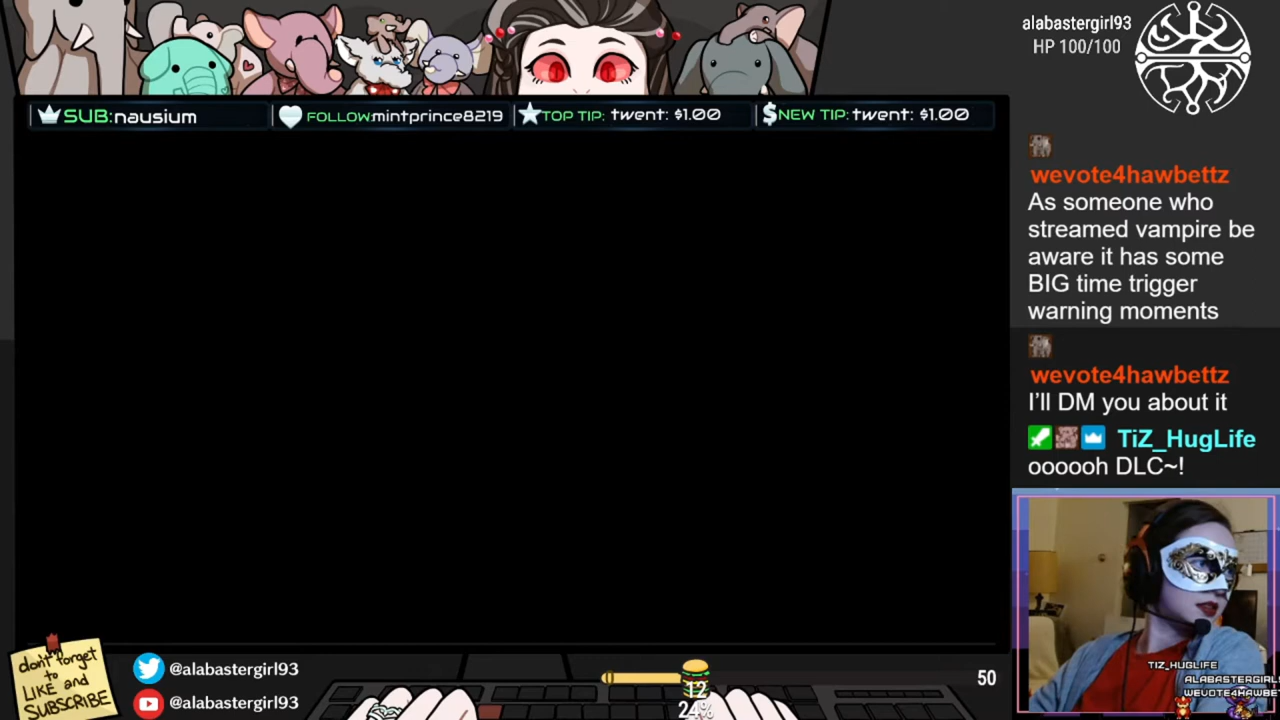 alabastergirl93
HP 100/100
SUB:nausium
FOLLOW:mintprince8219
TOP TIP: twent: $1.00
NEW TIP: twent: $1.00
wevote4hawbettz
As someone who
streamed vampire be
aware it has some
BIG time trigger
warning moments
wevote4hawbettz
I'll DM you about it
TiZ_HugLife
oooooh DLC~!
don't forget
to
LIKE and
SUBSCRIBE
@alabastergirl93
@alabastergirl93
12
24%
50
TIZ_HUGLIFE
ALABASTERGIRL
WEVOTE4HAWBET